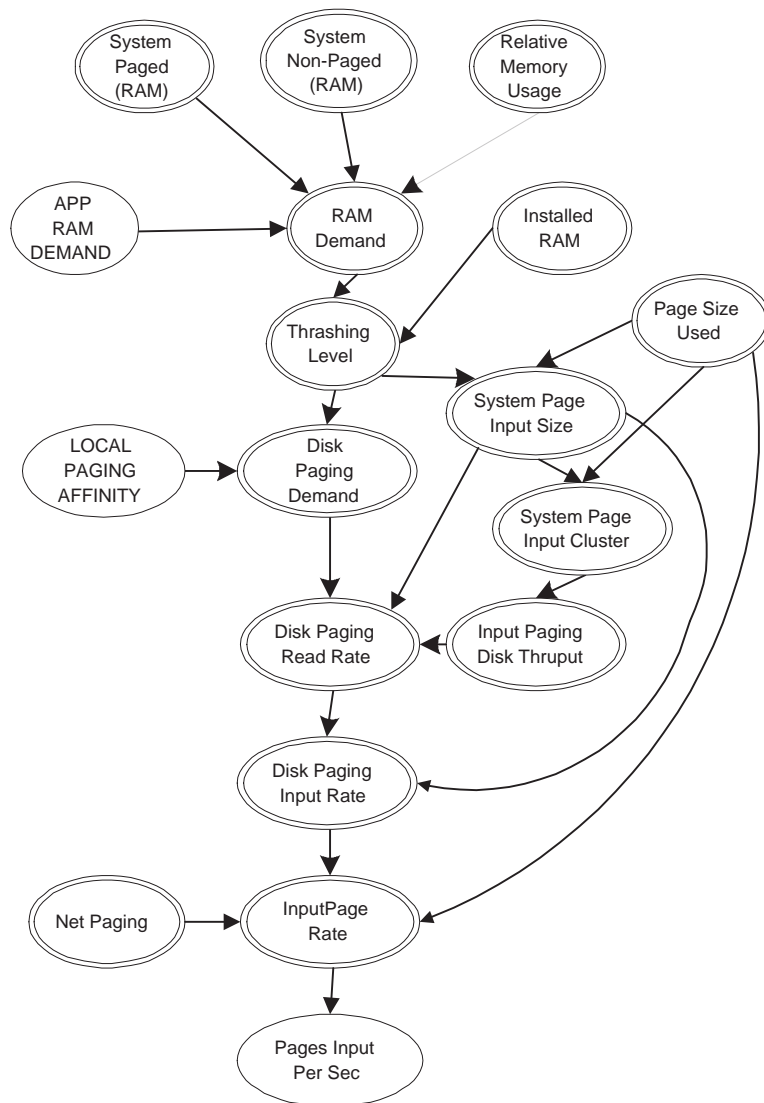 System
Paged
(RAM)
System
Non-Paged
(RAM)
Relative
Memory
Usage
APP
RAM
DEMAND
RAM
Demand
Installed
RAM
Thrashing
Level
Page Size
Used
System Page
Input Size
LOCAL
PAGING
AFFINITY
Disk
Paging
Demand
System Page
Input Cluster
Disk Paging
Read Rate
Input Paging
Disk Thruput
Disk Paging
Input Rate
Net Paging
InputPage
Rate
Pages Input
Per Sec